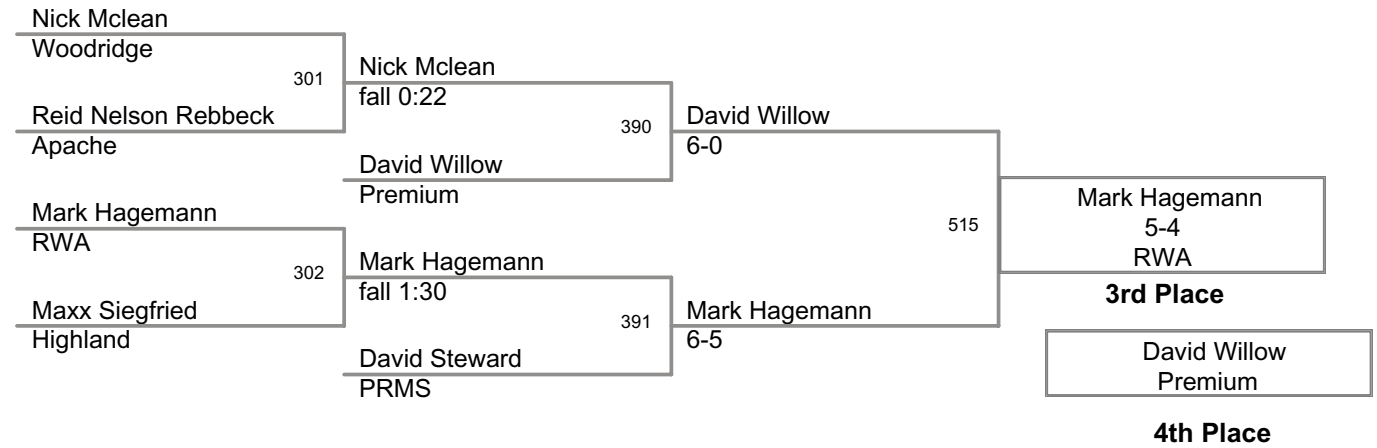 Nick Mclean
Woodridge
301
Nick Mclean
fall 0:22
Reid Nelson Rebbeck
Apache
390
David Willow
6-0
David Willow
Premium
Mark Hagemann
RWA
302
Mark Hagemann
fall 1:30
Maxx Siegfried
Highland
391
Mark Hagemann
6-5
David Steward
PRMS
515
Mark Hagemann
5-4
RWA
3rd Place
David Willow
Premium
4th Place